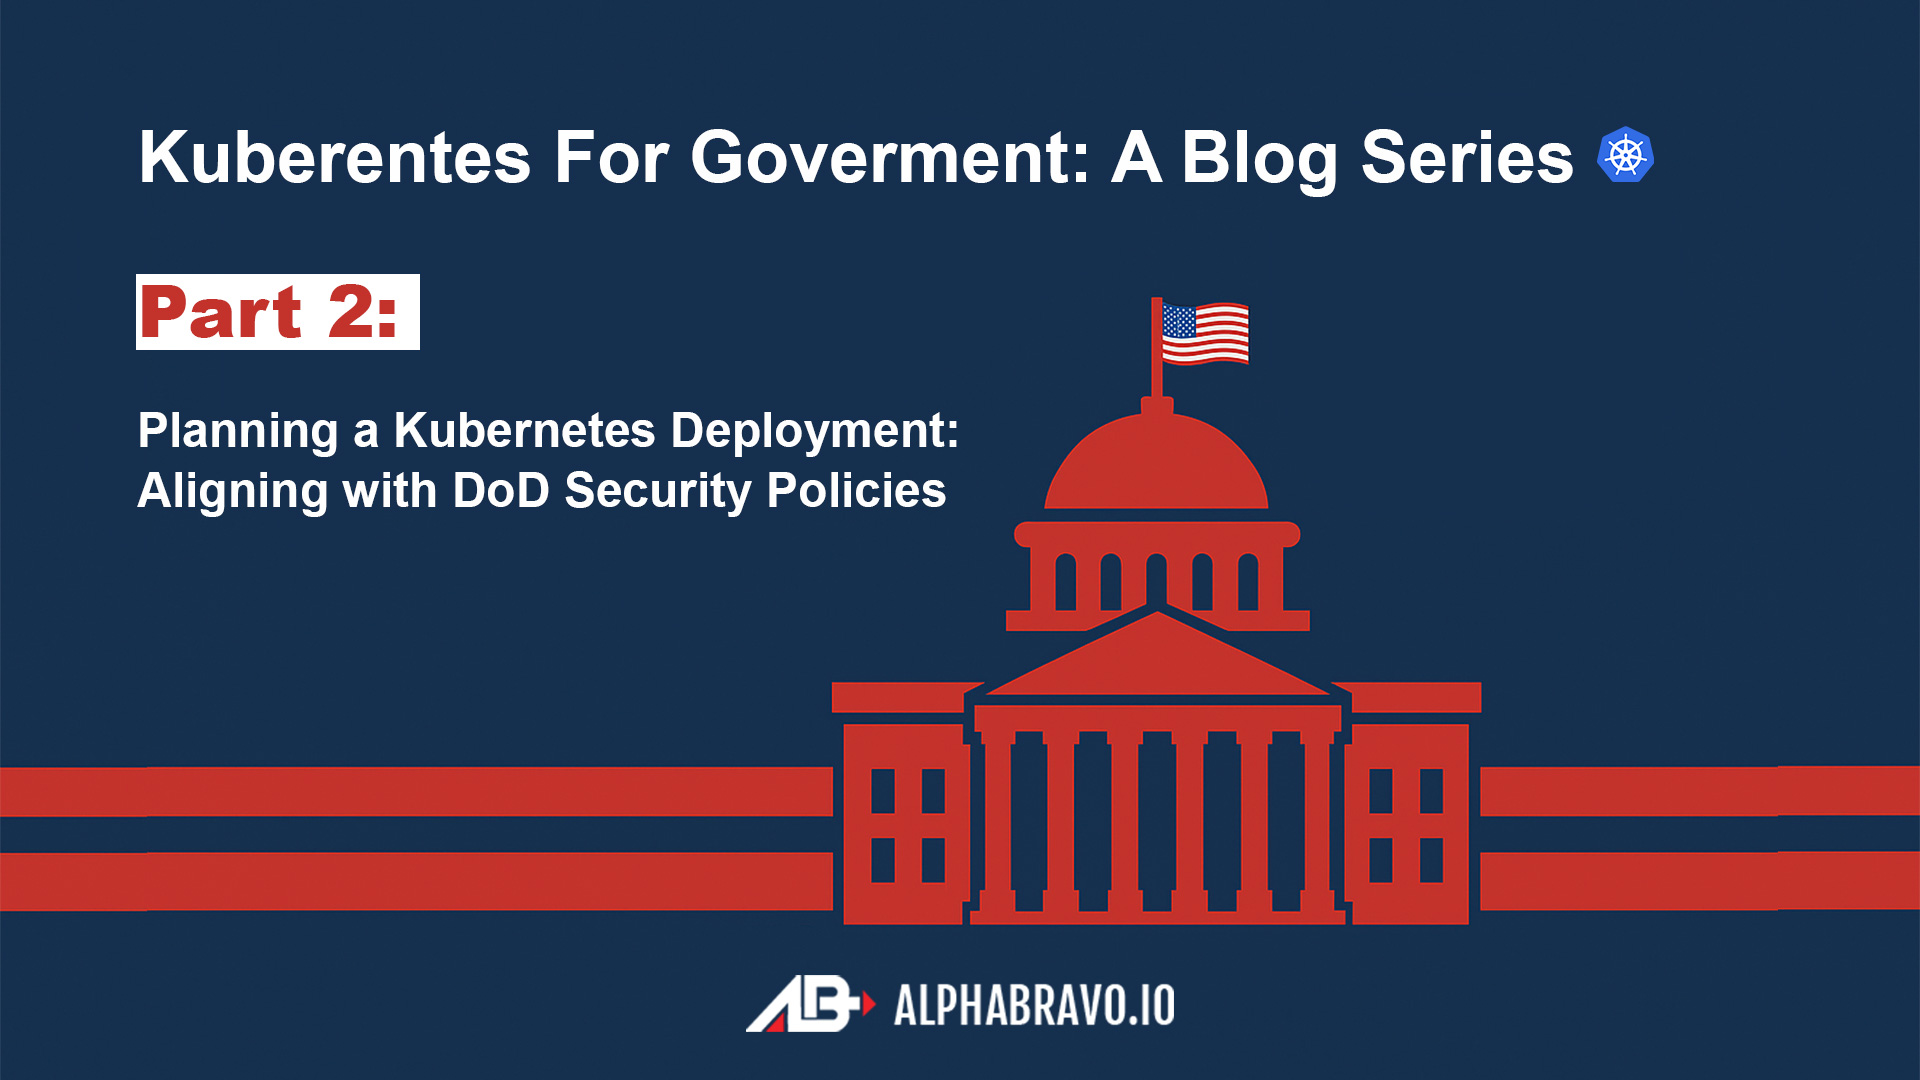 Kuberentes For Goverment: A Blog Series
Part 2:
Planning a Kubernetes Deployment:
Aligning with DoD Security Policies
AB ALPHABRAVO.IO